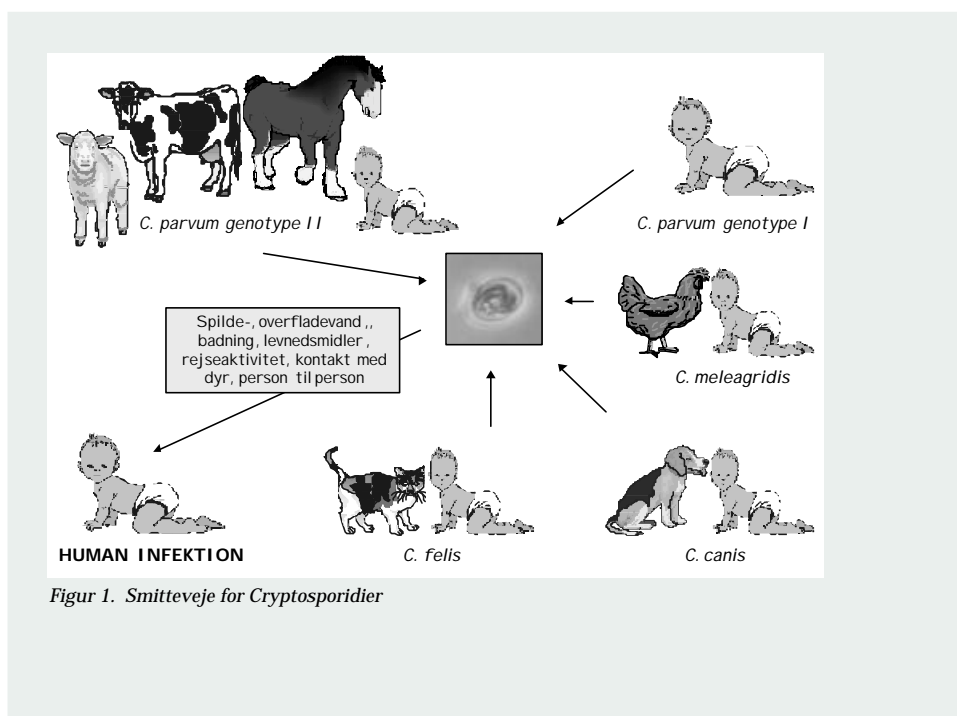 C. parvum genotype II
C. parvum genotype I
Spilde-, overfladevand,,
badning, levnedsmidler,
rejseaktivitet, kontakt med
dyr, person til person
C. meleagridis
HUMAN INFEKTION
C. felis
C. canis
Figur 1. Smitteveje for Cryptosporidier